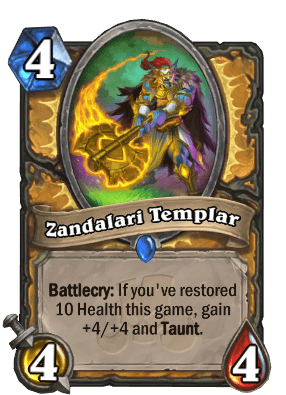 4
Zandalari Templar
Battlecry: If you've restored
10 Health this game, gain
+4/+4 and Taunt.
4 4